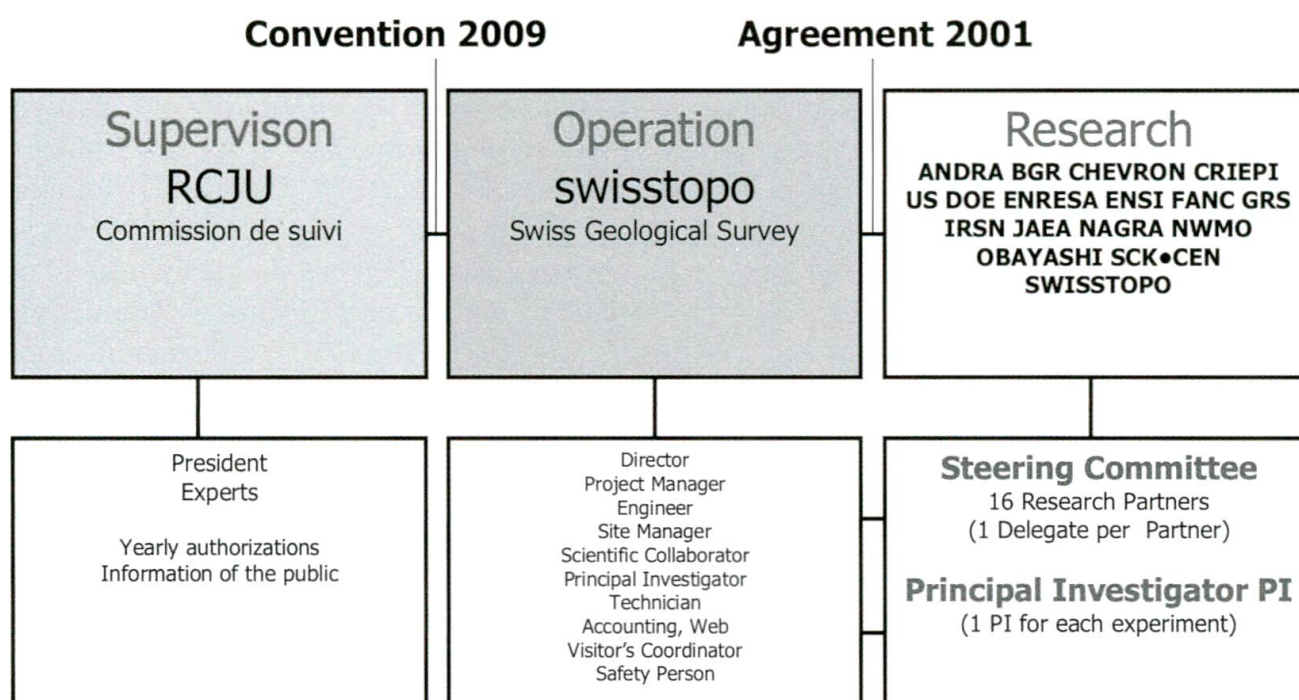 Convention 2009
Agreement 2001
Supervison
RCJU
Commission de suivi
Operation
swisstopo
Swiss Geological Survey
Research
ANDRA BGR CHEVRON CRIEPI
US DOE ENRESA ENSI FANC GRS
IRSN JAEA NAGRA NWMO
OBAYASHI SCK●CEN
SWISSTOPO
President
Experts
Yearly authorizations
Information of the public
Director
Project Manager
Engineer
Site Manager
Scientific Collaborator
Principal Investigator
Technician
Accounting, Web
Visitor's Coordinator
Safety Person
Steering Committee
16 Research Partners
(1 Delegate per Partner)
Principal Investigator PI
(1 PI for each experiment)